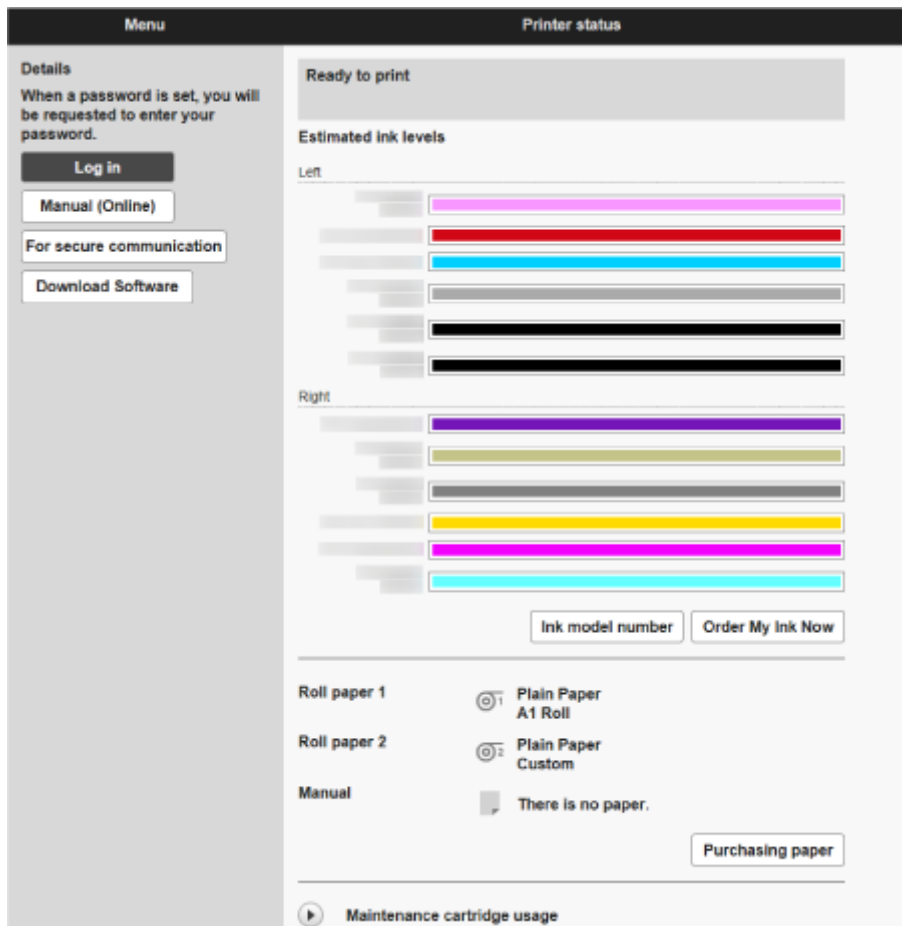 Menu
Printer status
Details
When a password is set, you will
be requested to enter your
password.
Log in
Manual (Online)
For secure communication
Download Software
Ready to print
Estimated ink levels
Left
Right
Ink model number
Order My Ink Now
Roll paper 1
1
Plain Paper
A1 Roll
Roll paper 2
2
Plain Paper
Custom
Manual
There is no paper.
Purchasing paper
Maintenance cartridge usage